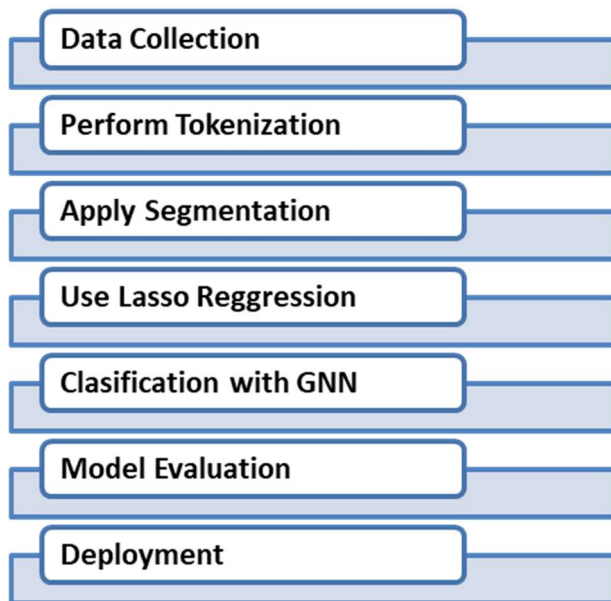 Data Collection
Perform Tokenization
Apply Segmentation
Use Lasso Reggression
Clasification with GNN
Model Evaluation
Deployment